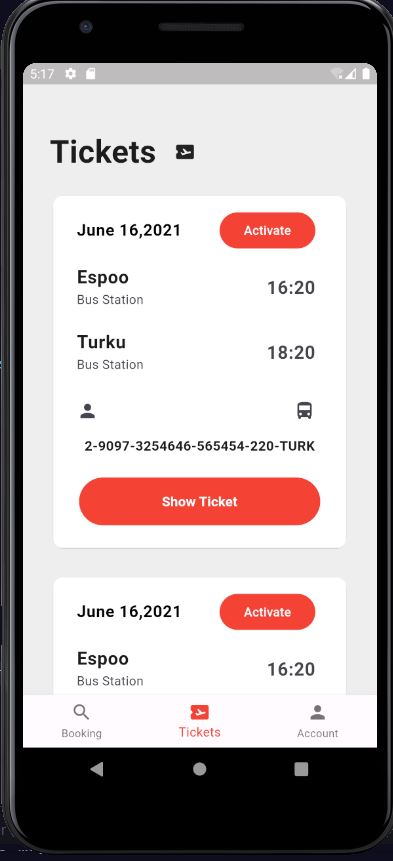 5:17
Tickets
June 16,2021 Activate
Espoo
Bus Station
16:20
Turku
Bus Station
18:20
2-9097-3254646-565454-220-TURK
Show Ticket
June 16,2021 Activate
Espoo
Bus Station
16:20
Booking Tickets Account